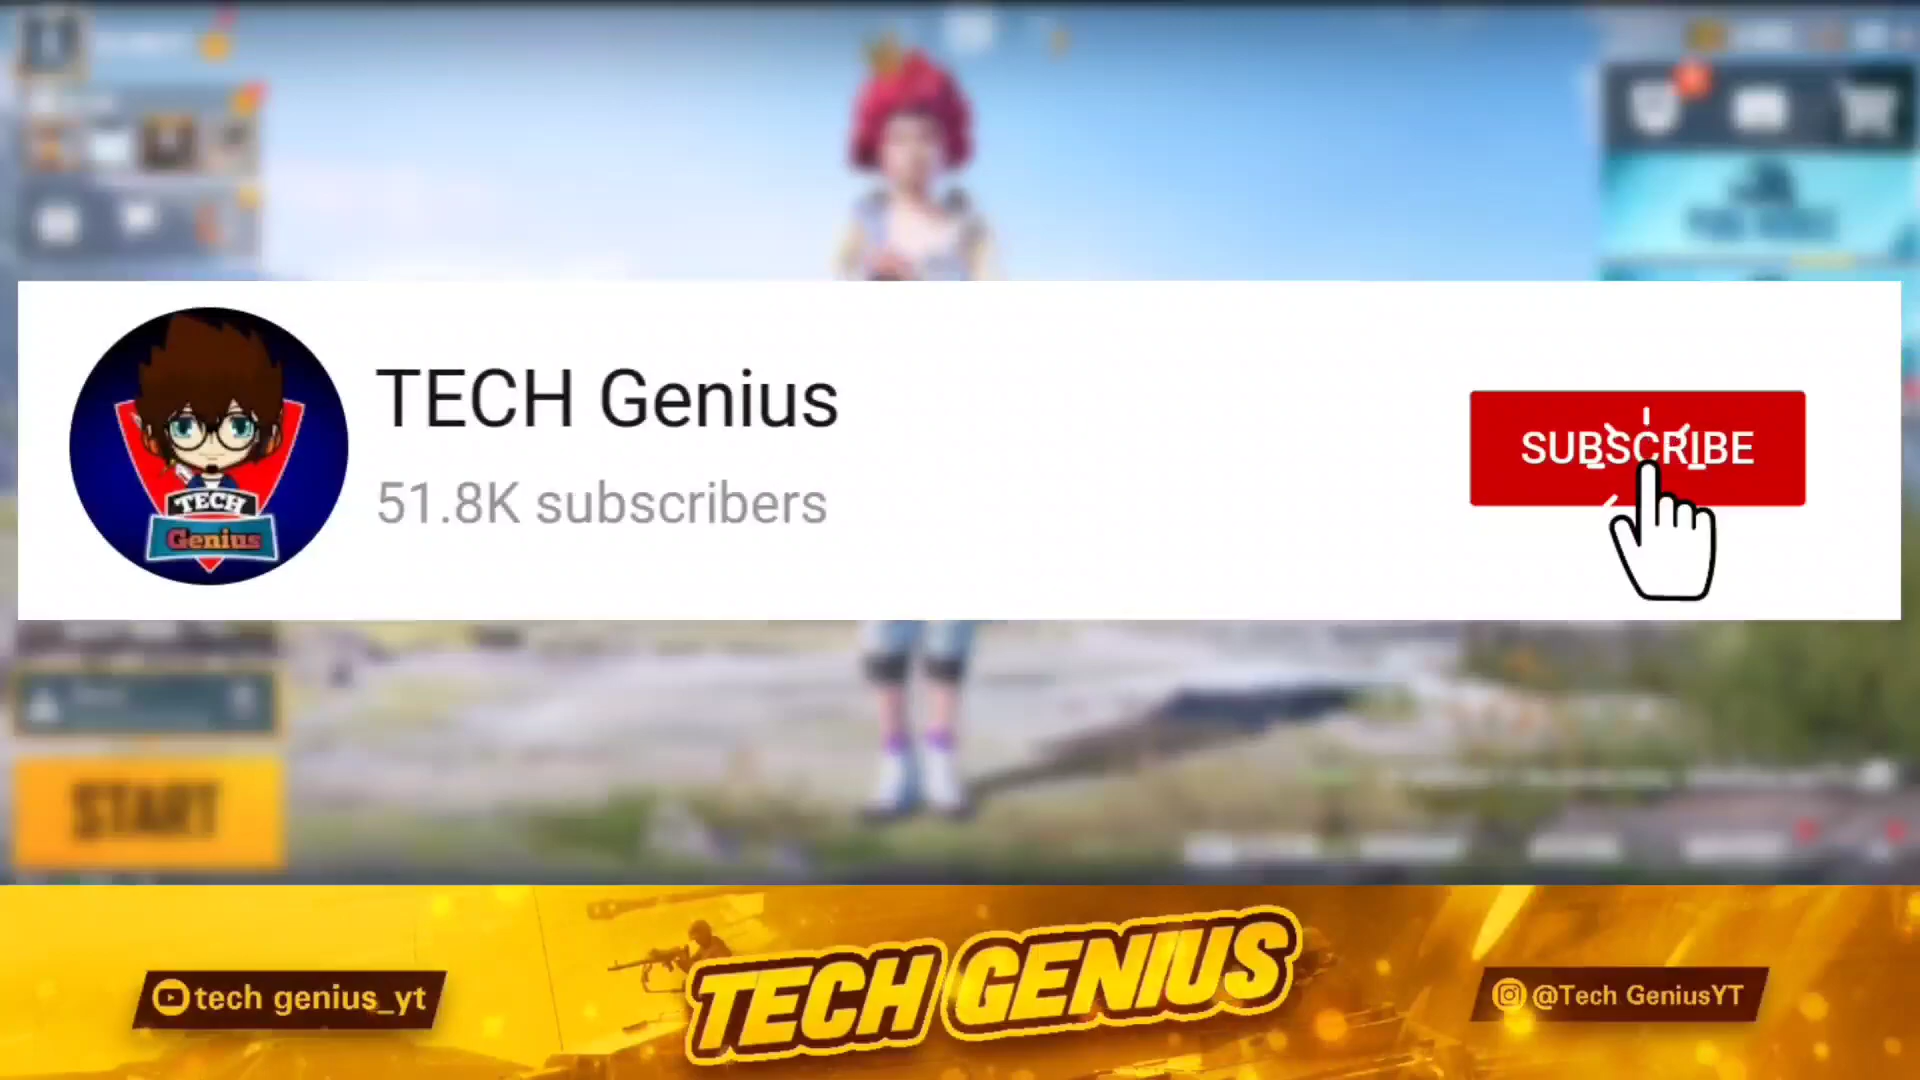 TECH Genius
51.8K subscribers
SUBSCRIBE
TECH
Genius
START
tech genius_yt
TECH GENIUS
@Tech GeniusYT